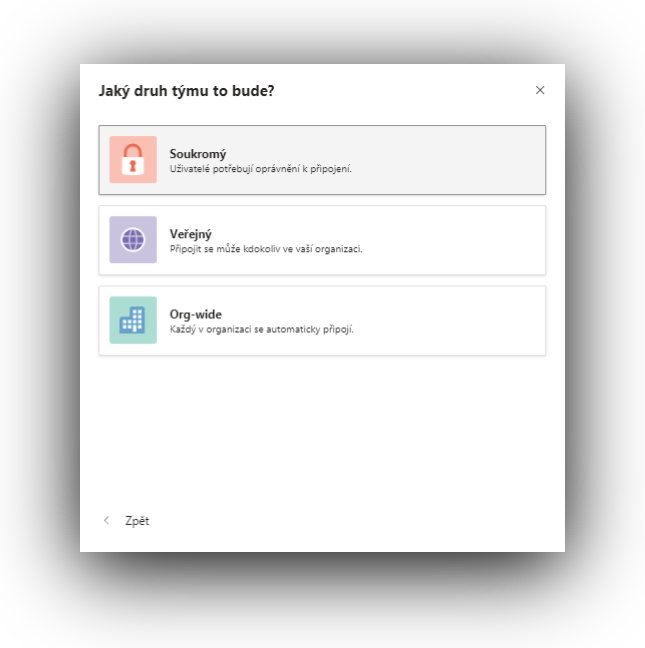 Jaký druh týmu to bude?
Soukromý
Uživatelé potřebují oprávnění k připojení.
Veřejný
Připojit se může kdokoliv ve vaší organizaci.
Org-wide
Každý v organizaci se automaticky připojí.
Zpět